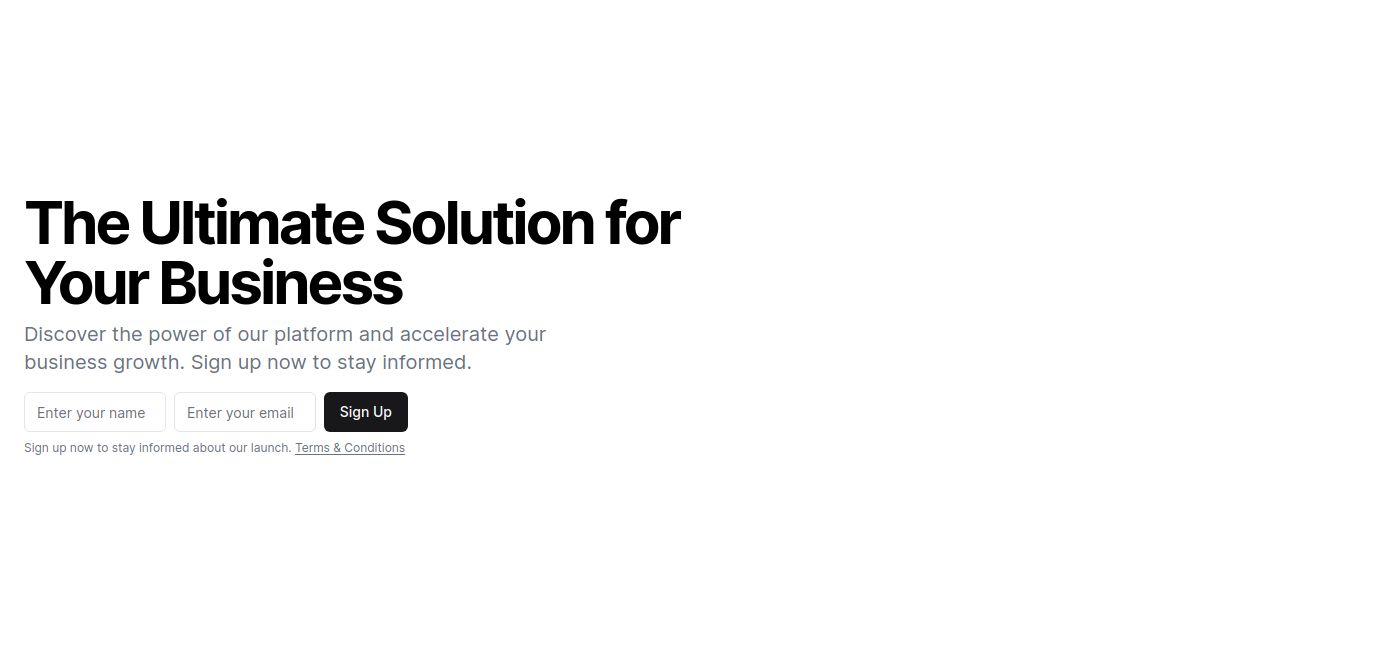 The Ultimate Solution for
Your Business
Discover the power of our platform and accelerate your
business growth. Sign up now to stay informed.
Enter your name Enter your email Sign Up
Sign up now to stay informed about our launch. Terms & Conditions